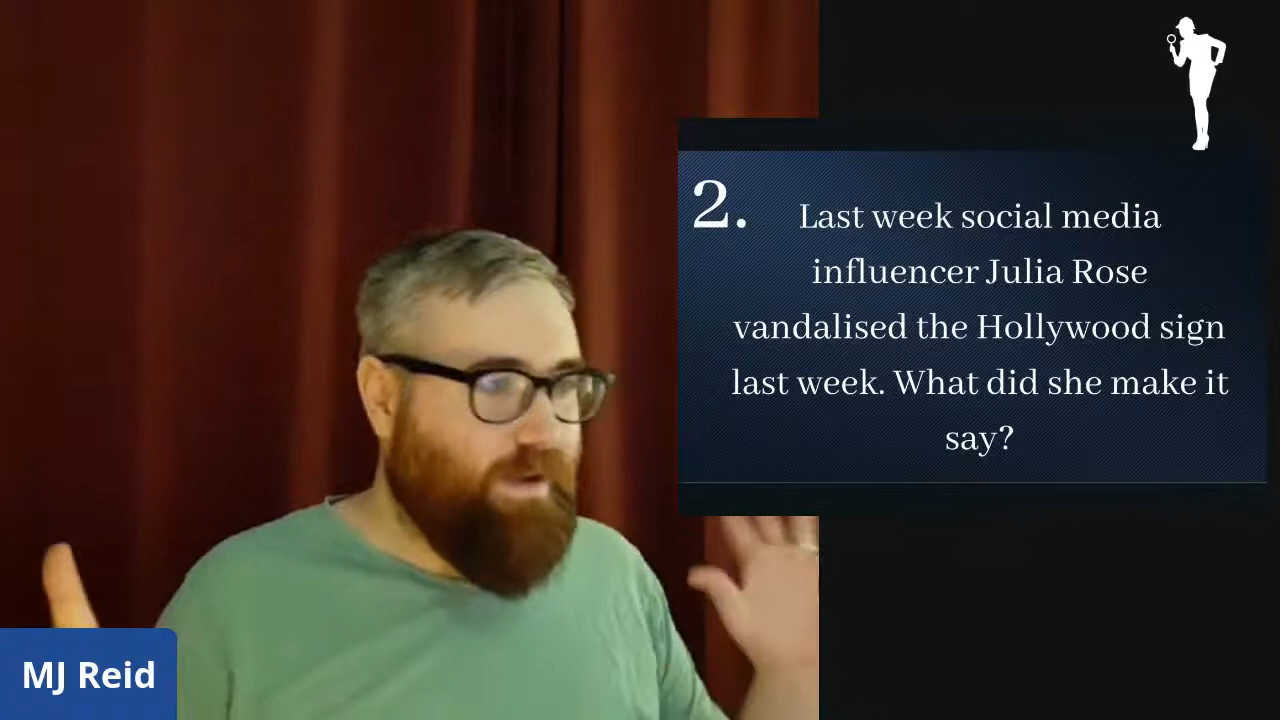 2.
Last week social media
influencer Julia Rose
vandalised the Hollywood sign
last week. What did she make it
say?
MJ Reid